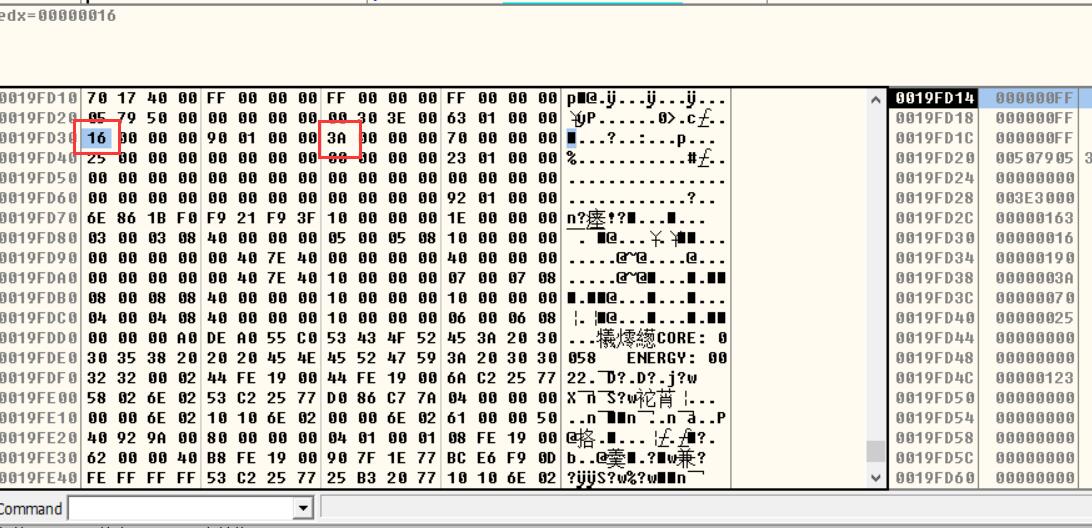 edx=00000016
0019FD10 70 17 40 00 FF 00 00 00 FF 00 00 00 FF 00 00 00 p■@.ÿ...ÿ...ÿ...
0019FD20 05 79 50 00 00 00 00 00 00 30 3E 00 63 01 00 00
0019FD30 16 00 00 00 90 01 00 00 3A 00 00 00 70 00 00 00 ■...?...:...p...
0019FD40 25 00 00 00 00 00 00 00 00 00 00 00 23 01 00 00
0019FD50 00 00 00 00 00 00 00 00 00 00 00 00 00 00 00 00 ................
0019FD60 00 00 00 00 00 00 00 00 00 00 00 00 92 01 00 00
0019FD70 6E 86 1B F0 F9 21 F9 3F 10 00 00 00 1E 00 00 00
0019FD80 03 00 03 08 40 00 00 00 05 00 05 08 10 00 00 00
0019FD90 00 00 00 00 00 40 7E 40 00 00 00 00 40 00 00 00 .....@~@....@...
0019FDA0 00 00 00 00 00 40 7E 40 10 00 00 00 07 00 07 08 .....@~@■....■.■■
0019FDB0 08 00 08 08 40 00 00 00 10 00 00 00 10 00 00 00 ■.■■@...■...■...
0019FDC0 04 00 04 08 40 00 00 00 10 00 00 00 06 00 06 08
0019FDD0 00 00 00 A0 DE A0 55 C0 53 43 4F 52 45 3A 20 30 CORE: 0
0019FDE0 30 35 38 20 20 20 45 4E 45 52 47 59 3A 20 30 30 058   ENERGY: 00
0019FDF0 32 32 00 02 44 FE 19 00 44 FE 19 00 6A C2 25 77 22. D?.D?.j?w
0019FE00 58 02 6E 02 53 C2 25 77 D0 86 C7 7A 04 00 00 00
0019FE10 00 00 6E 02 10 10 6E 02 00 00 6E 02 61 00 00 50
0019FE20 40 92 9A 00 80 00 00 00 04 01 00 01 08 FE 19 00
0019FE30 62 00 00 40 B8 FE 19 00 90 7F 1E 77 BC E6 F9 0D
0019FE40 FE FF FF FF 53 C2 25 77 25 B3 20 77 10 10 6E 02
0019FD14 000000FF
0019FD18 000000FF
0019FD1C 000000FF
0019FD20 00507905
0019FD24 00000000
0019FD28 003E3000
0019FD2C 00000163
0019FD30 00000016
0019FD34 00000190
0019FD38 0000003A
0019FD3C 00000070
0019FD40 00000025
0019FD44 00000000
0019FD48 00000000
0019FD4C 00000123
0019FD50 00000000
0019FD54 00000000
0019FD58 00000000
0019FD5C 00000000
0019FD60 00000000
Command